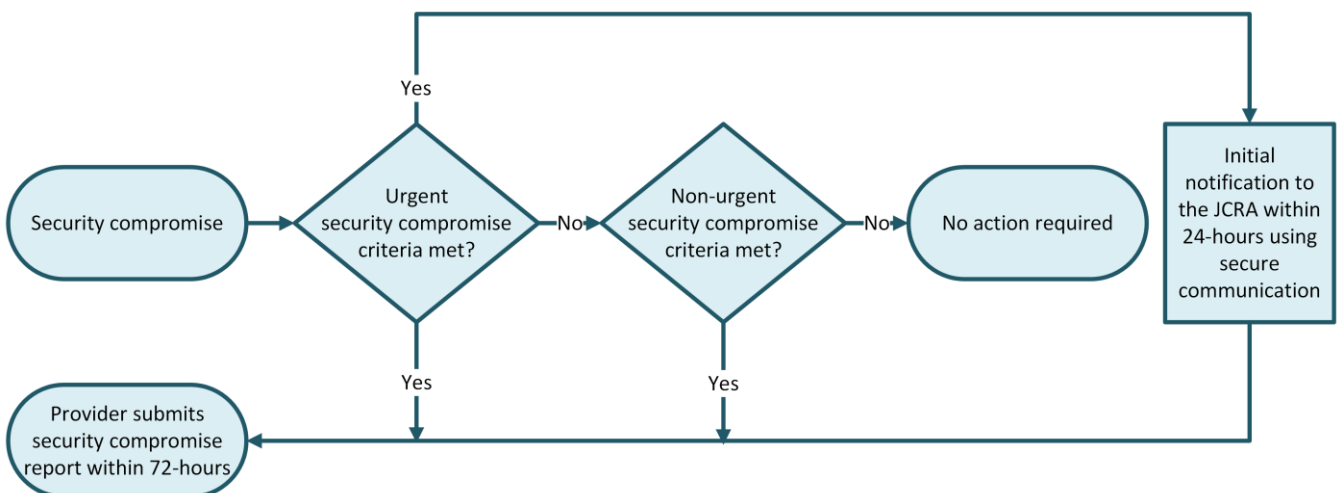 Yes
Security compromise
Urgent
security compromise
criteria met?
No
Non-urgent
security compromise
criteria met?
No
No action required
Initial
notification to
the JCRA within
24-hours using
secure
communication
Yes
Yes
Provider submits
security compromise
report within 72-hours